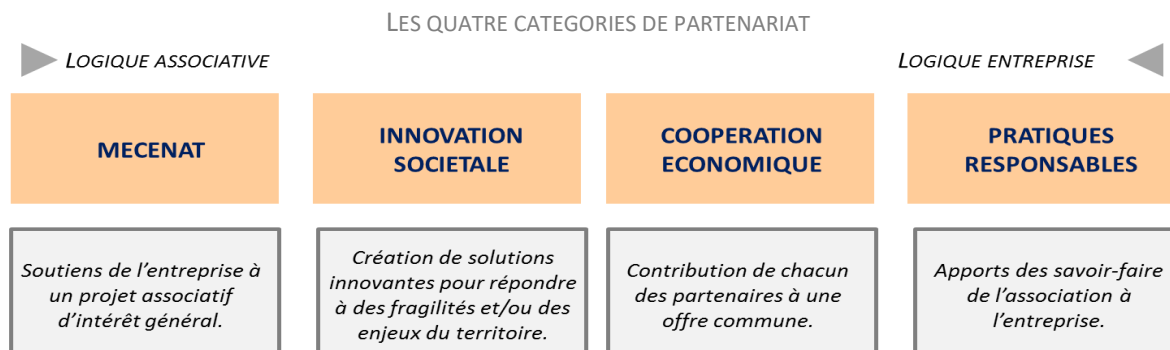 LES QUATRE CATEGORIES DE PARTENARIAT
LOGIQUE ASSOCIATIVE
LOGIQUE ENTREPRISE
MECENAT
INNOVATION
SOCIETALE
COOPERATION
ECONOMIQUE
PRATIQUES
RESPONSABLES
Soutiens de l'entreprise à
un projet associatif
d'intérêt général.
Création de solutions
innovantes pour répondre
à des fragilités et/ou des
enjeux du territoire.
Contribution de chacun
des partenaires à une
offre commune.
Apports des savoir-faire
de l'association à
l'entreprise.